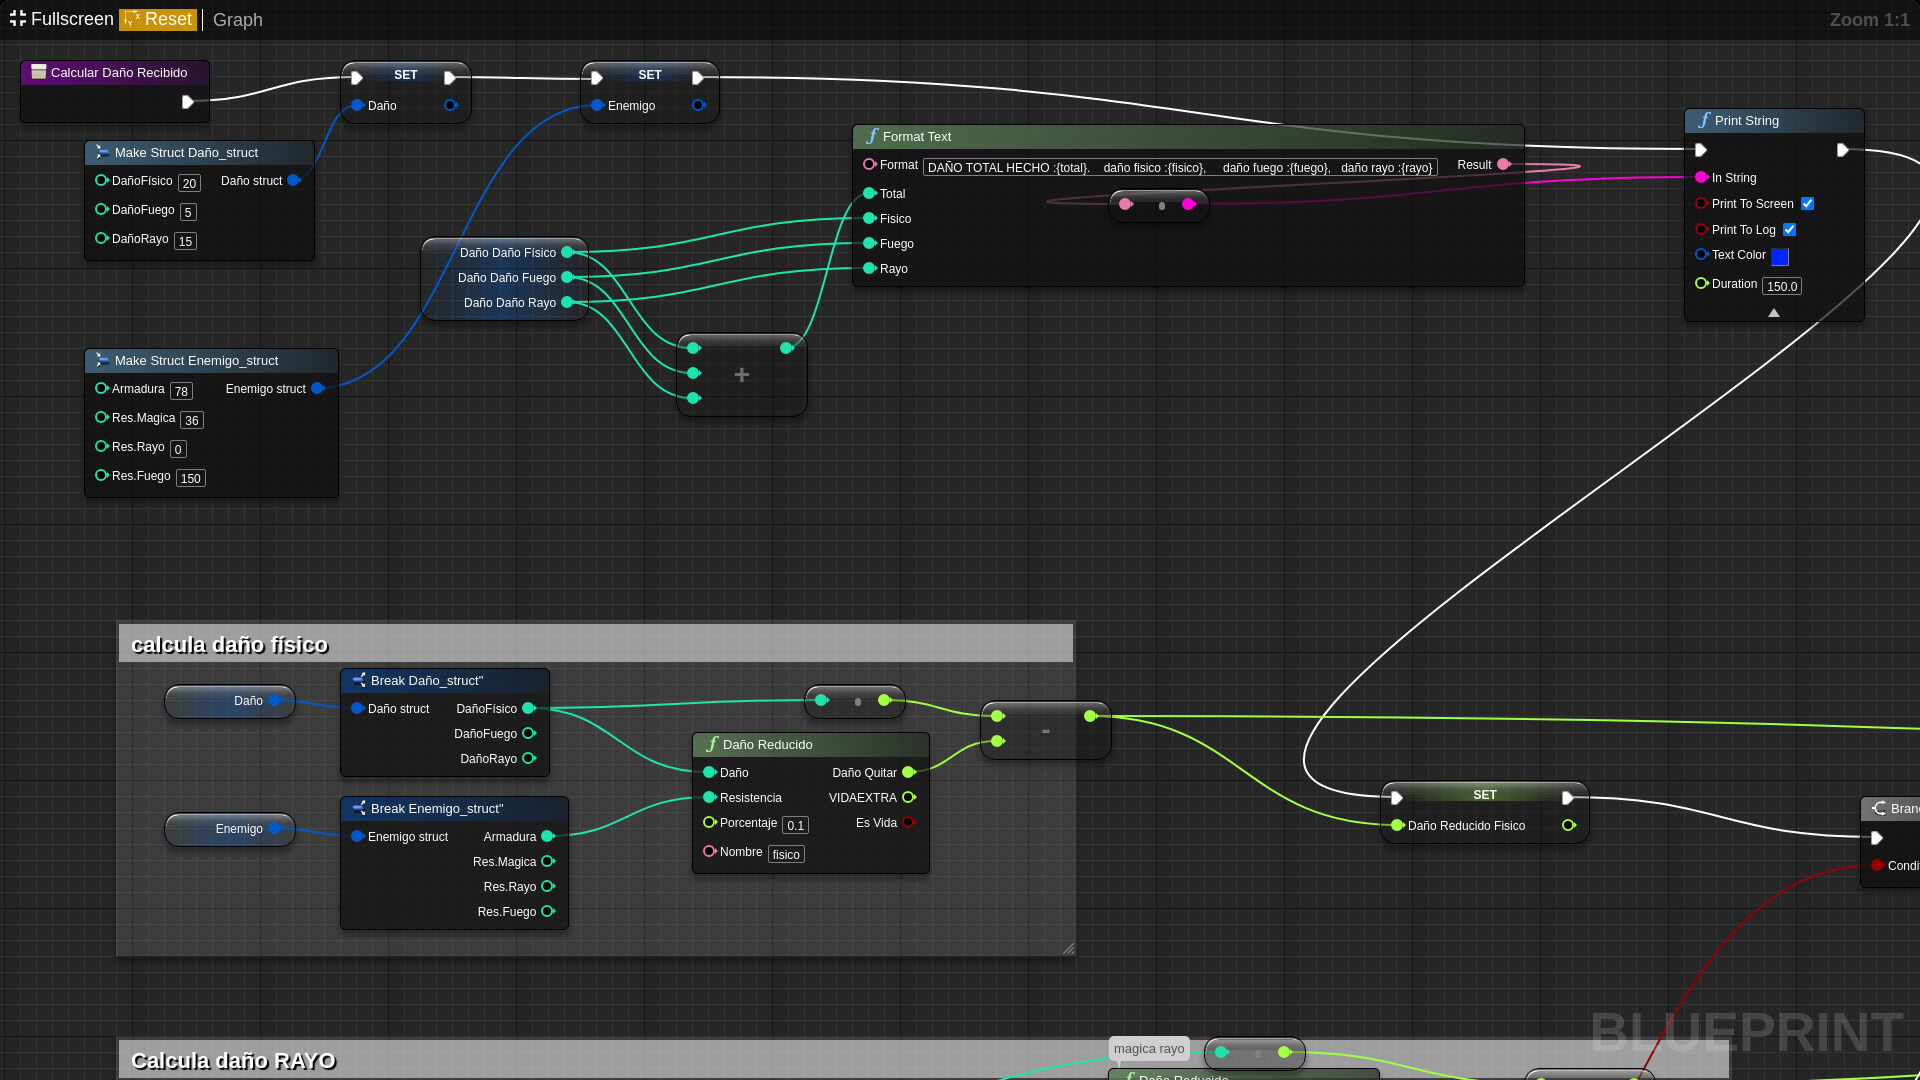 Fullscreen Reset Graph
Zoom 1:1
Calcular Daño Recibido
SET
Daño
SET
Enemigo
Make Struct Daño_struct
DañoFísico 20 Daño struct
DañoFuego 5
DañoRayo 15
Format Text
Format DAÑO TOTAL HECHO :{total}. daño fisico :{fisico}, daño fuego :{fuego}, daño rayo :{rayo} Result
Total
Fisico
Fuego
Rayo
Print String
In String
Print To Screen
Print To Log
Text Color
Duration 150.0
Daño Daño Físico
Daño Daño Fuego
Daño Daño Rayo
+
Make Struct Enemigo_struct
Armadura 78 Enemigo struct
Res.Magica 36
Res.Rayo 0
Res.Fuego 150
calcula daño físico
Daño
Break Daño_struct"
Daño struct DañoFísico
DañoFuego
DañoRayo
Enemigo
Break Enemigo_struct"
Enemigo struct Armadura
Res.Magica
Res.Rayo
Res.Fuego
Daño Reducido
Daño Daño Quitar
Resistencia VIDAEXTRA
Porcentaje 0.1 Es Vida
Nombre fisico
-
SET
Daño Reducido Fisico
Bran
Condi
BLUEPRINT
Calcula daño RAYO
magica rayo
Daño Reducido